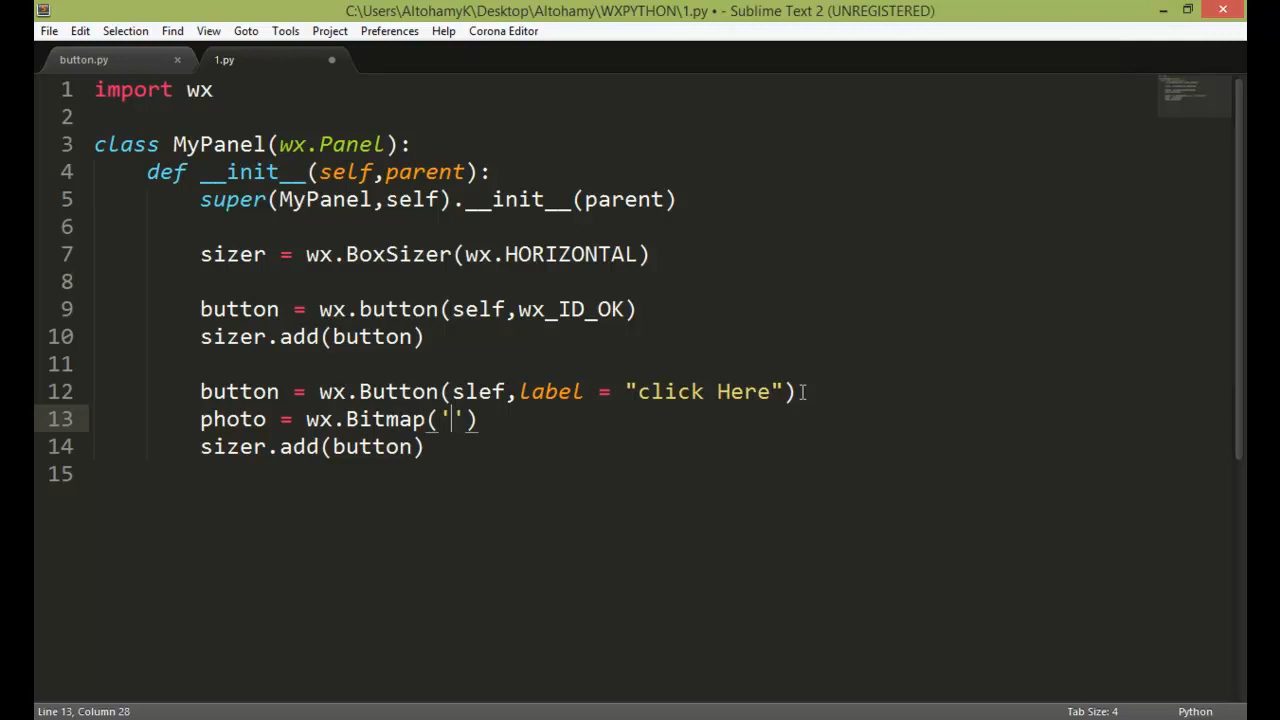 C:\Users\AltohamyK\Desktop\Altohamy\WXPYTHON\1.py • - Sublime Text 2 (UNREGISTERED)
File Edit Selection Find View Goto Tools Project Preferences Help Corona Editor
button.py × 1.py
1 import wx
2
3 class MyPanel(wx.Panel):
4 def __init__(self,parent):
5 super(MyPanel,self).__init__(parent)
6
7 sizer = wx.BoxSizer(wx.HORIZONTAL)
8
9 button = wx.button(self,wx_ID_OK)
10 sizer.add(button)
11
12 button = wx.Button(slef,label = "click Here")
13 photo = wx.Bitmap('')
14 sizer.add(button)
15
Line 13, Column 28 Tab Size: 4 Python